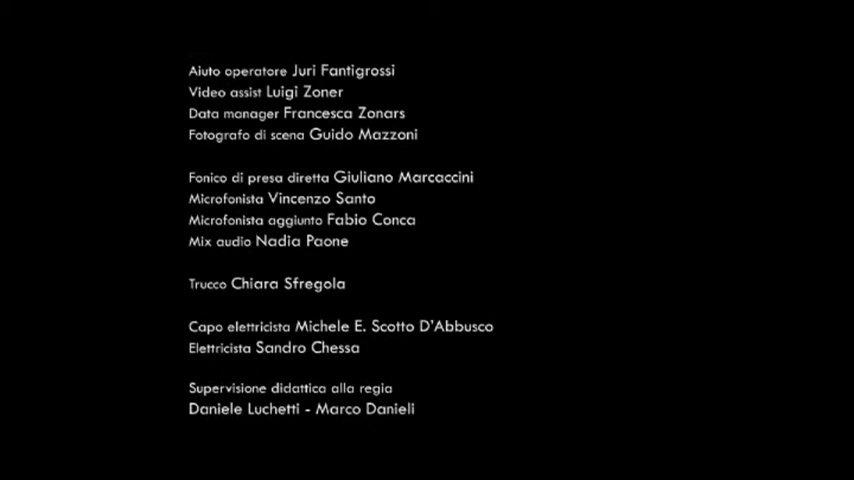 Aiuto operatore Juri Fantigrossi
Video assist Luigi Zoner
Data manager Francesca Zonars
Fotografo di scena Guido Mazzoni
Fonico di presa diretta Giuliano Marcaccini
Microfonista Vincenzo Santo
Microfonista aggiunto Fabio Conca
Mix audio Nadia Paone
Trucco Chiara Sfregola
Capo elettricista Michele E. Scotto D'Abbusco
Elettricista Sandro Chessa
Supervisione didattica alla regia
Daniele Luchetti - Marco Danieli